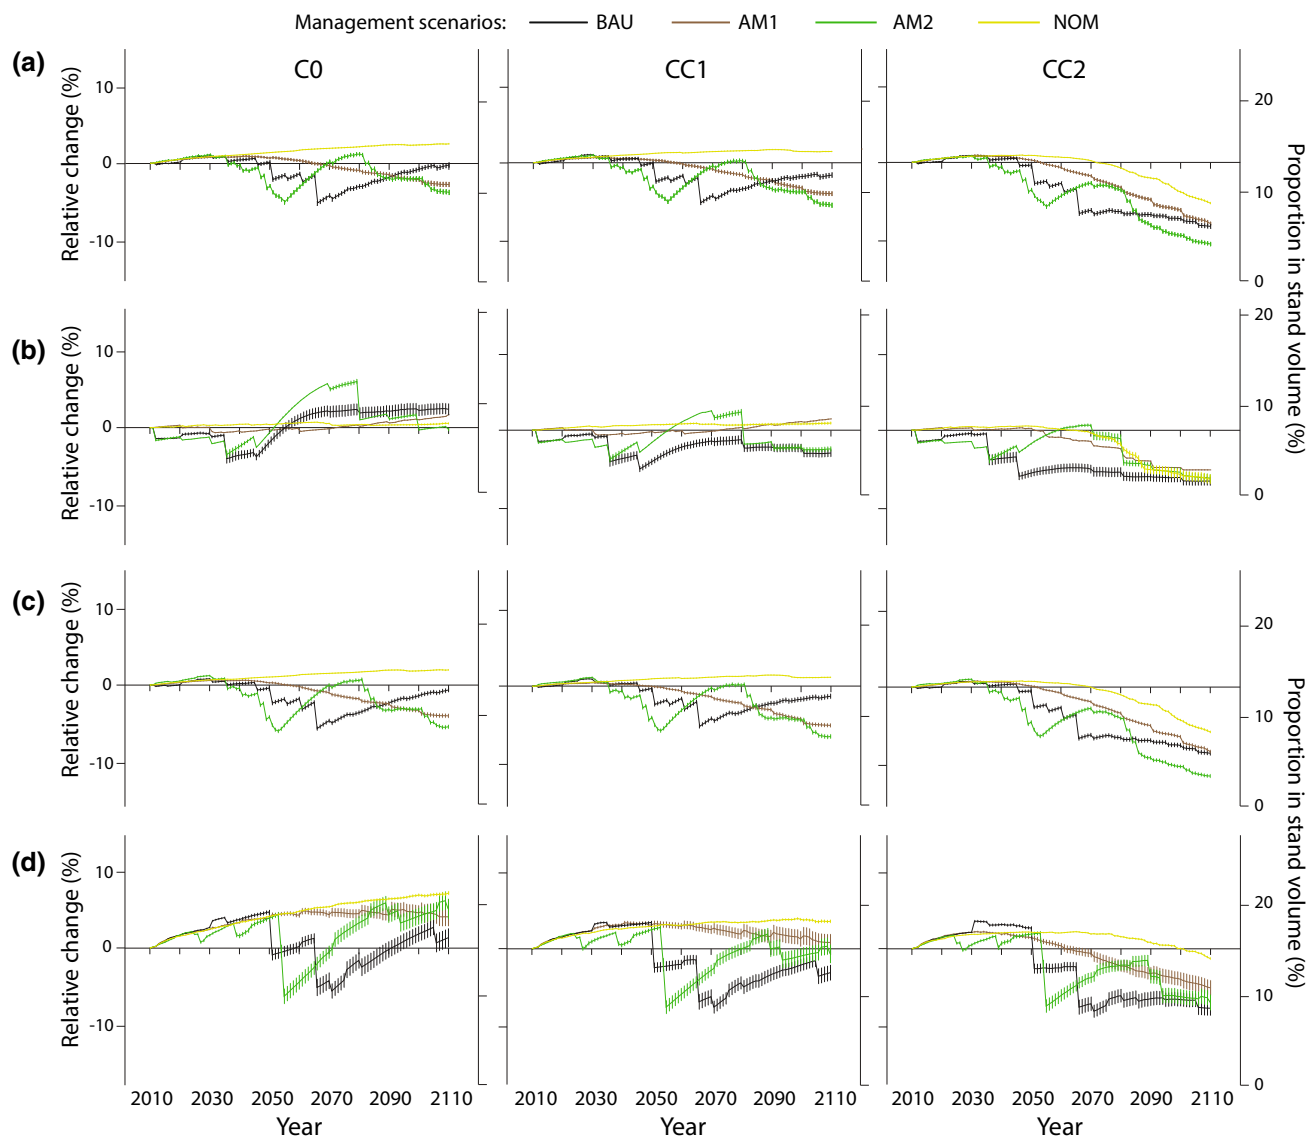 Management scenarios: BAU AM1 AM2 NOM
(a) C0 CC1 CC2
Relative change (%)
10
0
-10
20
10
0
(b)
Relative change (%)
10
0
-10
20
10
0
Proportion in stand volume (%)
(c)
Relative change (%)
10
0
-10
20
10
0
(d)
Relative change (%)
10
0
-10
20
10
0
Proportion in stand volume (%)
2010 2030 2050 2070 2090 2110 2010 2030 2050 2070 2090 2110 2010 2030 2050 2070 2090 2110
Year Year Year